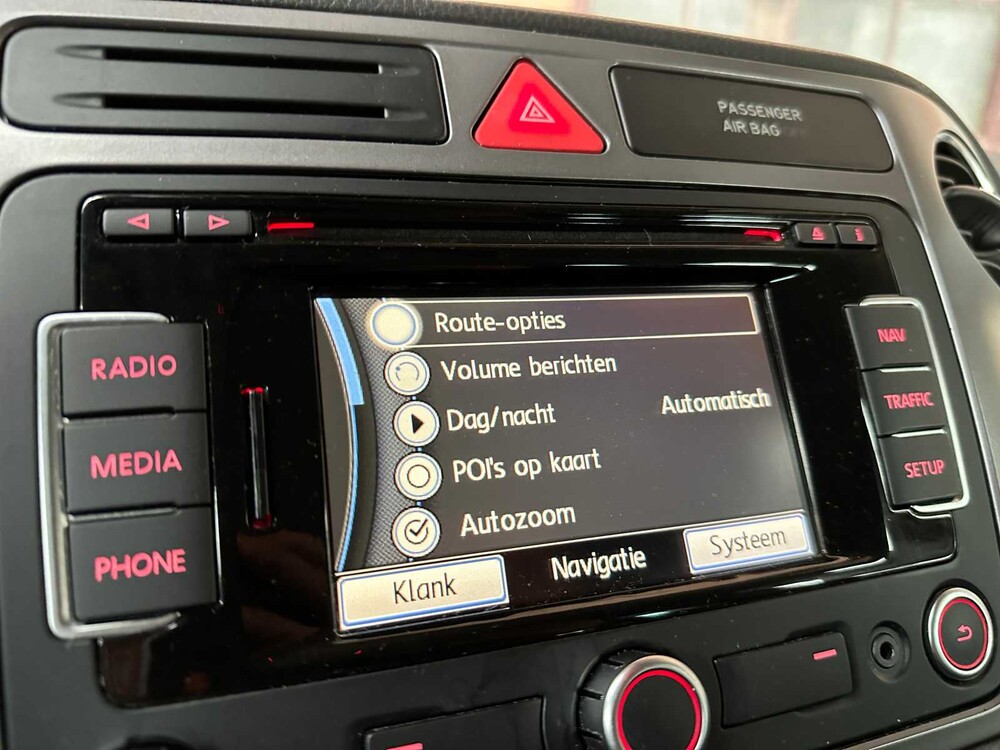 PASSENGER
AIR BAG
RADIO
MEDIA
PHONE
Route-opties
Volume berichten
Dag/nacht Automatisch
POI's op kaart
Autozoom
Klank Navigatie Systeem
NAV
TRAFFIC
SETUP